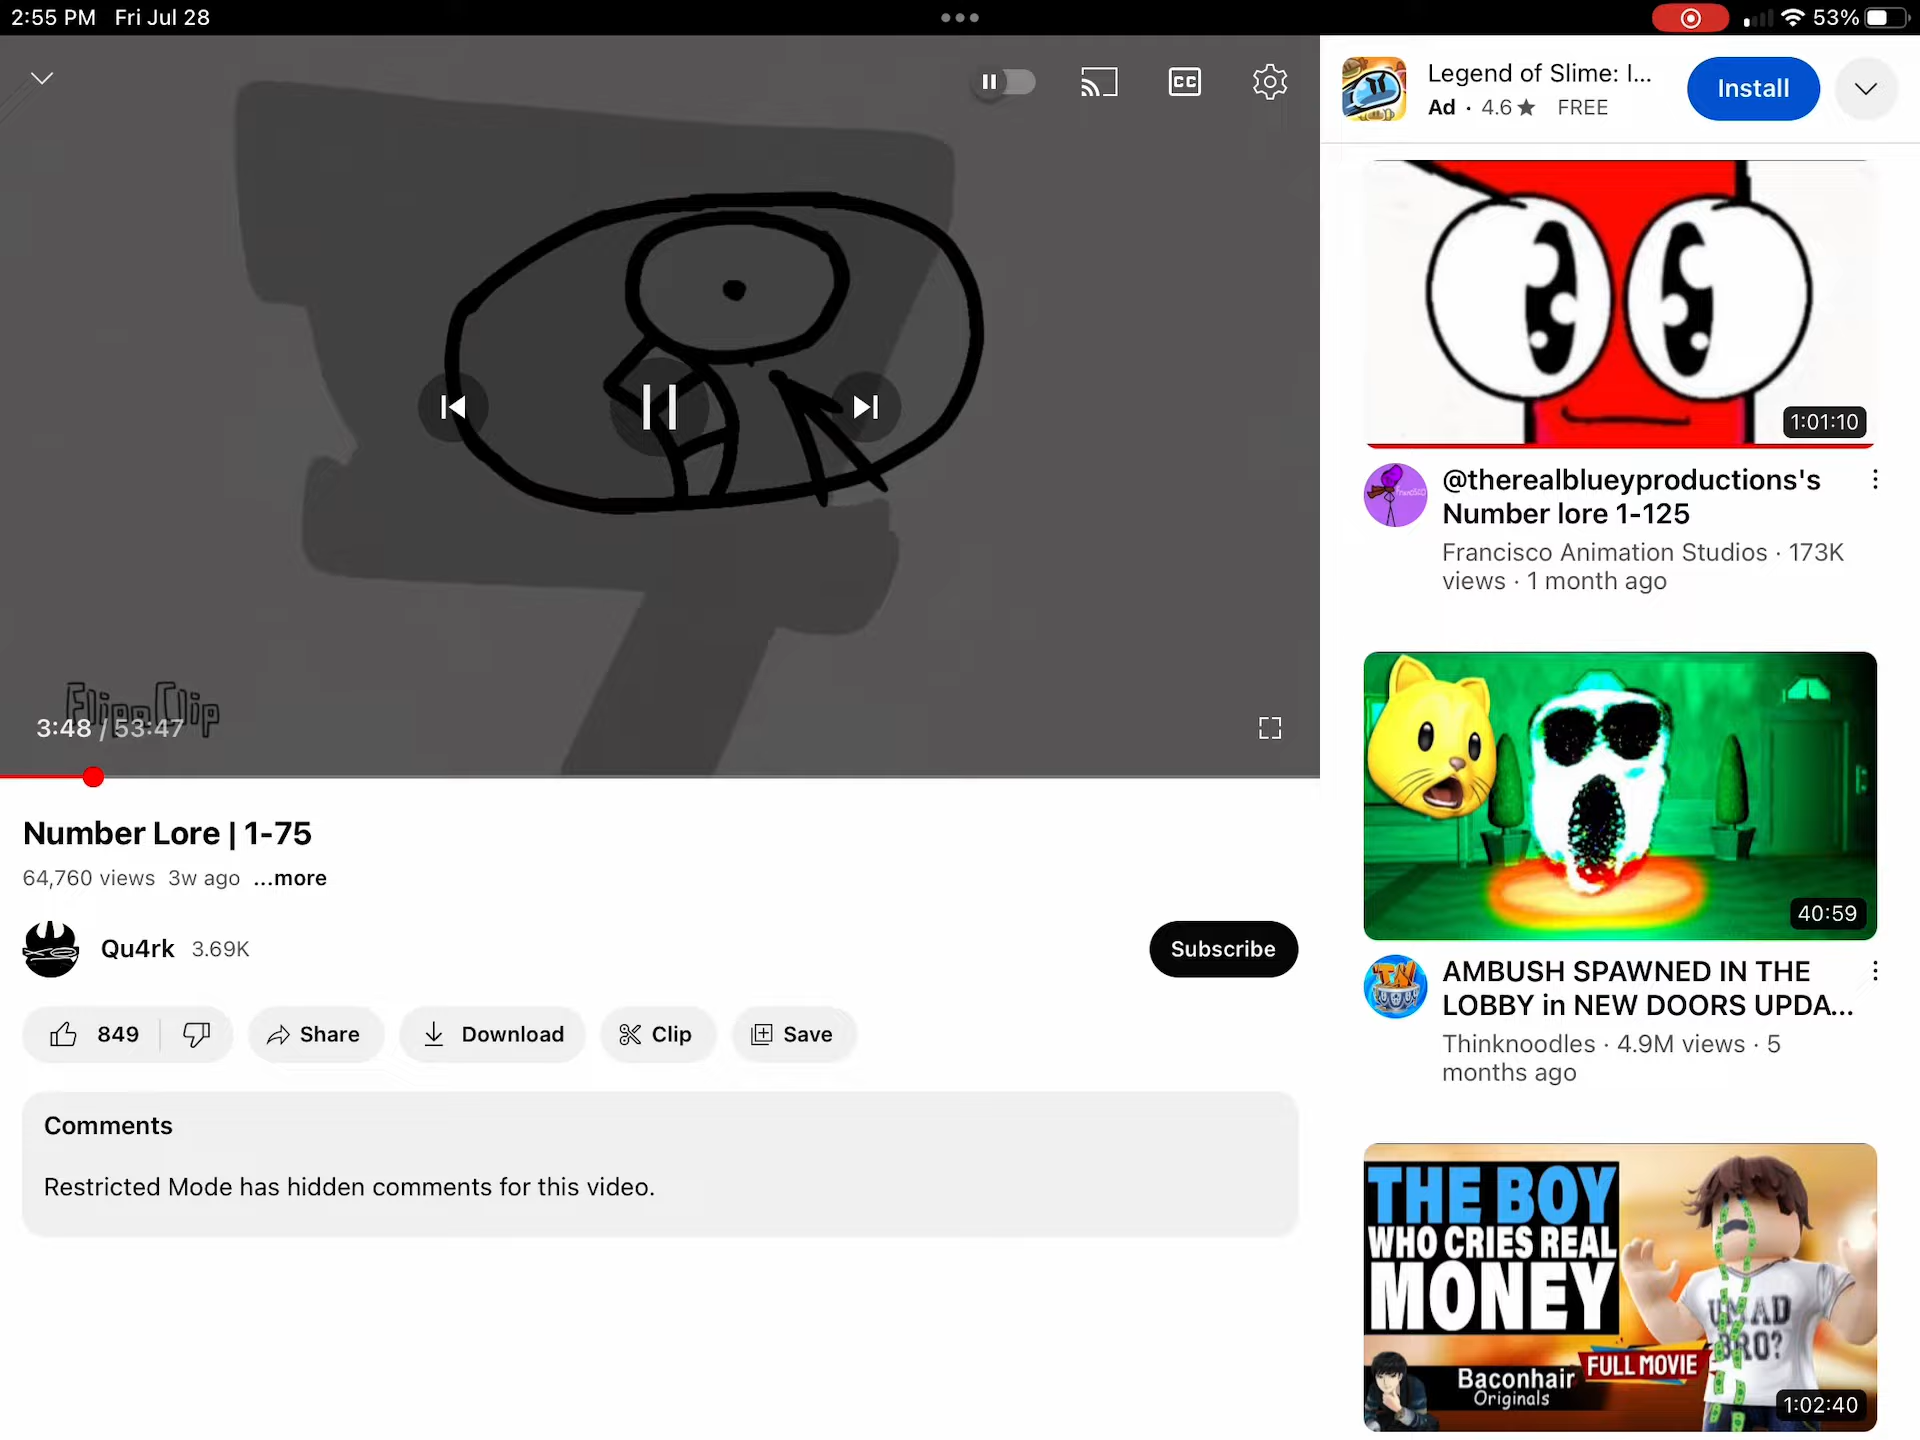 2:55 PM Fri Jul 28
53%
CC
FlipaClip
3:48 / 53:47
Number Lore | 1-75
64,760 views 3w ago ...more
Qu4rk 3.69K
Subscribe
849
Share
Download
Clip
Save
Comments
Restricted Mode has hidden comments for this video.
Legend of Slime: I...
Ad · 4.6★ FREE
Install
1:01:10
@therealblueyproductions's
Number lore 1-125
Francisco Animation Studios · 173K
views · 1 month ago
40:59
AMBUSH SPAWNED IN THE
LOBBY in NEW DOORS UPDA...
Thinknoodles · 4.9M views · 5
months ago
THE BOY
WHO CRIES REAL
MONEY
FULL MOVIE
Baconhair
Originals
U MAD
BRO?
1:02:40